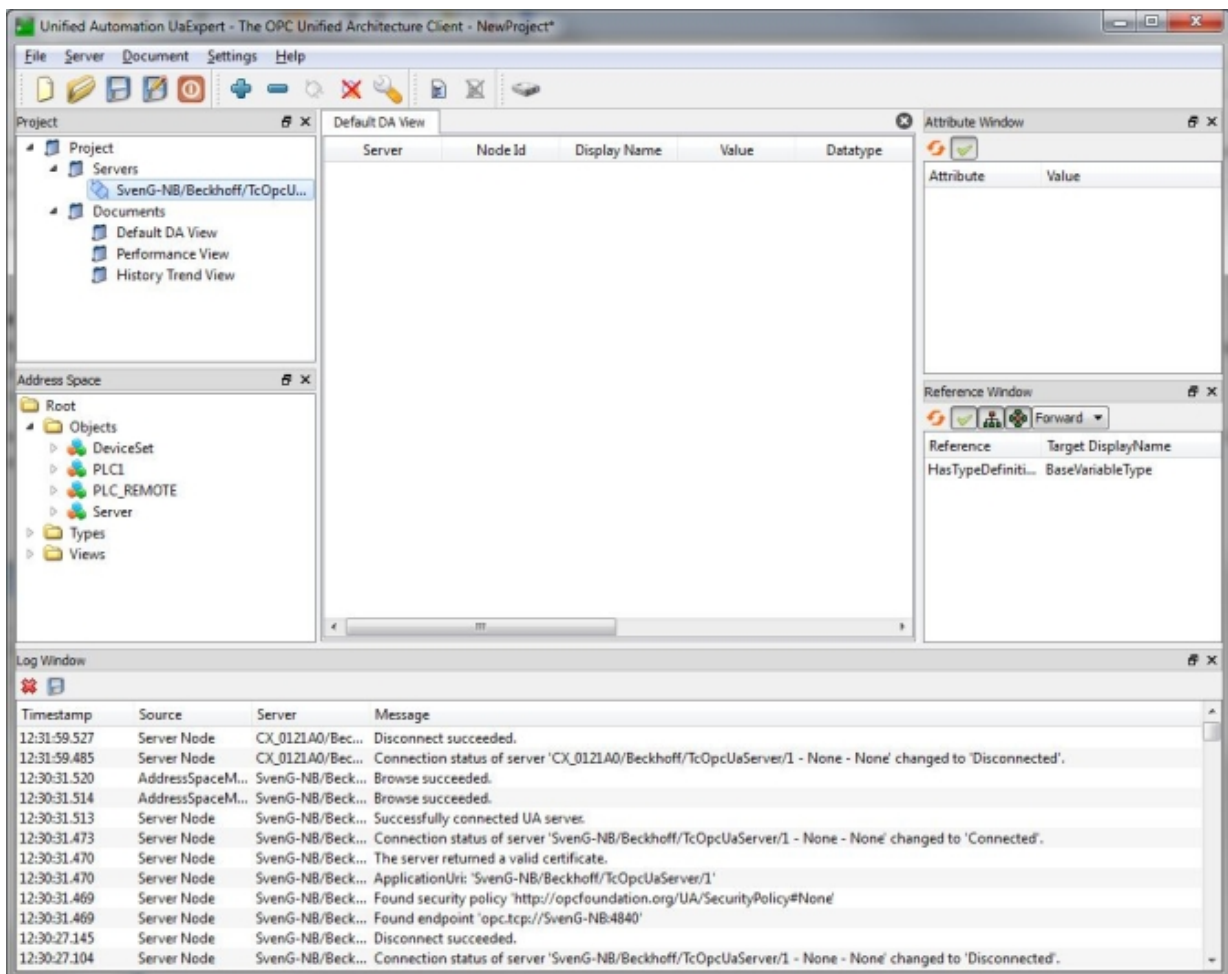 Unified Automation UaExpert - The OPC Unified Architecture Client - NewProject*
File Server Document Settings Help
Project
Project
Servers
SvenG-NB/Beckhoff/TcOpcU...
Documents
Default DA View
Performance View
History Trend View
Address Space
Root
Objects
DeviceSet
PLC1
PLC_REMOTE
Server
Types
Views
Default DA View
Server Node Id Display Name Value Datatype
Attribute Window
Attribute Value
Reference Window
Forward
Reference Target DisplayName
HasTypeDefiniti... BaseVariableType
Log Window
Timestamp Source Server Message
12:31:59.527 Server Node CX_0121A0/Bec... Disconnect succeeded.
12:31:59.485 Server Node CX_0121A0/Bec... Connection status of server 'CX_0121A0/Beckhoff/TcOpcUaServer/1 - None - None' changed to 'Disconnected'.
12:30:31.520 AddressSpaceM... SvenG-NB/Beck... Browse succeeded.
12:30:31.514 AddressSpaceM... SvenG-NB/Beck... Browse succeeded.
12:30:31.513 Server Node SvenG-NB/Beck... Successfully connected UA server.
12:30:31.473 Server Node SvenG-NB/Beck... Connection status of server 'SvenG-NB/Beckhoff/TcOpcUaServer/1 - None - None' changed to 'Connected'.
12:30:31.470 Server Node SvenG-NB/Beck... The server returned a valid certificate.
12:30:31.470 Server Node SvenG-NB/Beck... ApplicationUri: 'SvenG-NB/Beckhoff/TcOpcUaServer/1'
12:30:31.469 Server Node SvenG-NB/Beck... Found security policy 'http://opcfoundation.org/UA/SecurityPolicy#None'
12:30:31.469 Server Node SvenG-NB/Beck... Found endpoint 'opc.tcp://SvenG-NB:4840'
12:30:27.145 Server Node SvenG-NB/Beck... Disconnect succeeded.
12:30:27.104 Server Node SvenG-NB/Beck... Connection status of server 'SvenG-NB/Beckhoff/TcOpcUaServer/1 - None - None' changed to 'Disconnected'.